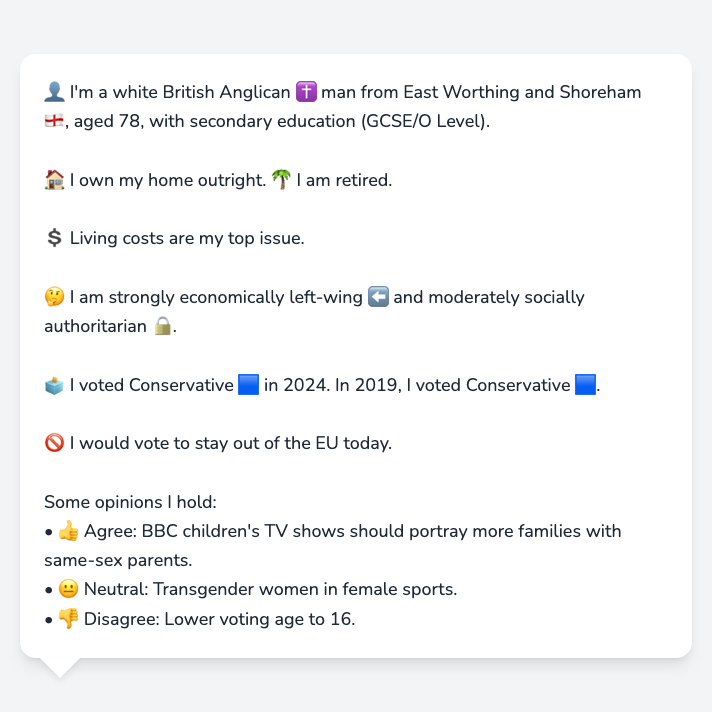 👤 I'm a white British Anglican ✝️ man from East Worthing and Shoreham
🏴󠁧󠁢󠁥󠁮󠁧󠁿, aged 78, with secondary education (GCSE/O Level).
🏠 I own my home outright. 🌴 I am retired.
💲 Living costs are my top issue.
🤔 I am strongly economically left-wing ⬅️ and moderately socially
authoritarian 🔒.
🗳️ I voted Conservative 🟦 in 2024. In 2019, I voted Conservative 🟦.
🚫 I would vote to stay out of the EU today.
Some opinions I hold:
• 👍 Agree: BBC children's TV shows should portray more families with
same-sex parents.
• 😐 Neutral: Transgender women in female sports.
• 👎 Disagree: Lower voting age to 16.